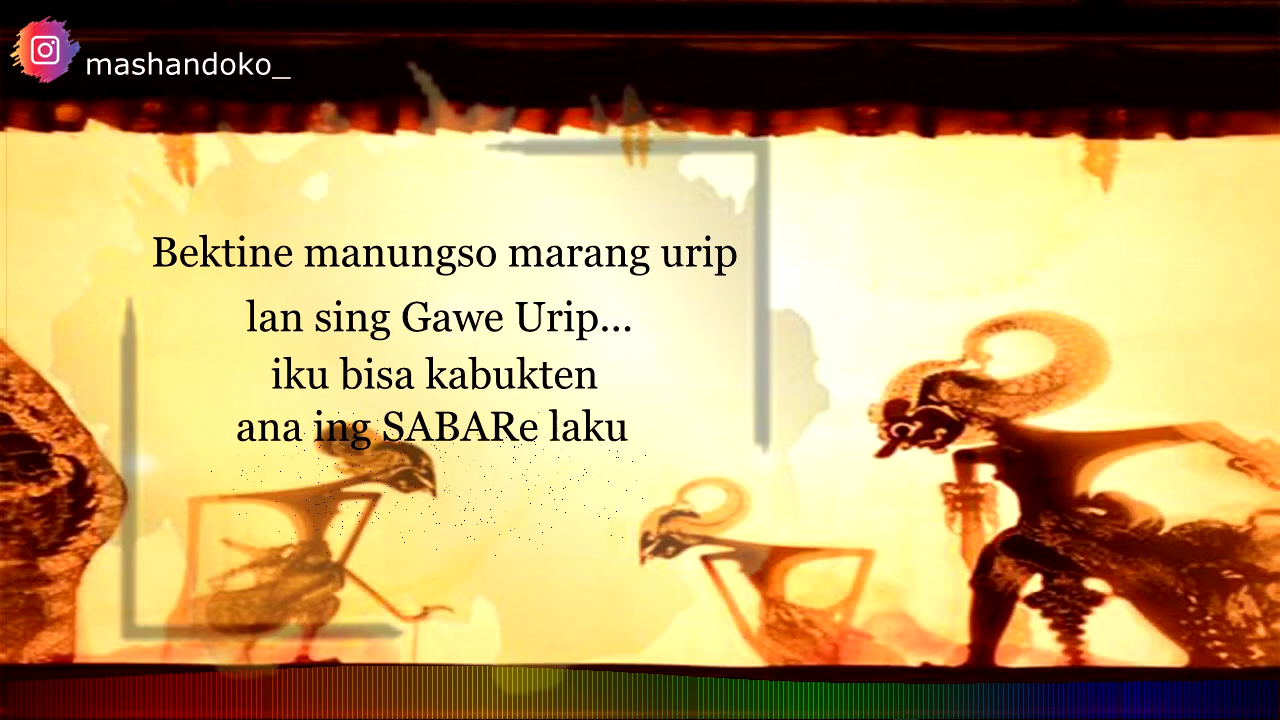 mashandoko_
Bektine manungso marang urip
lan sing Gawe Urip...
iku bisa kabukten
ana ing SABARe laku